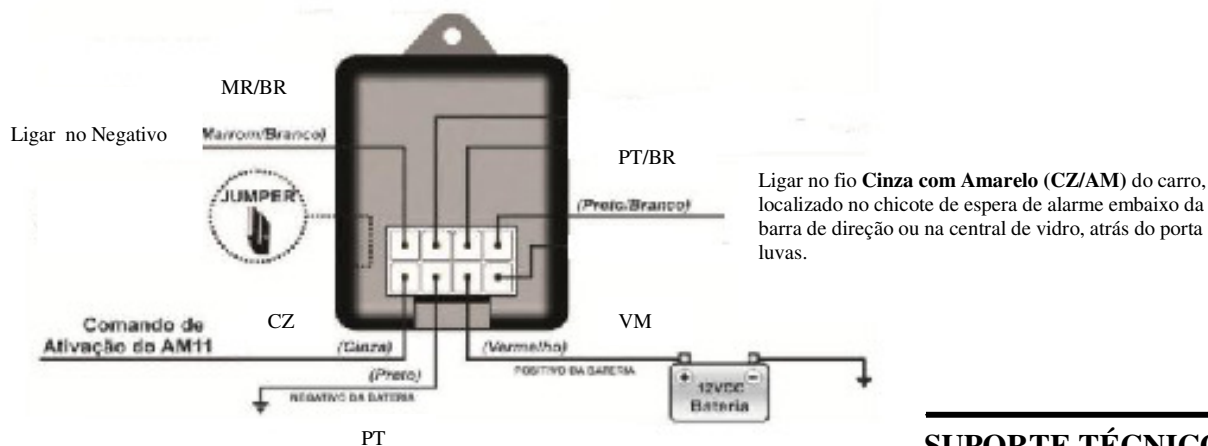 MR/BR
Ligar no Negativo
(Marrom/Branco)
JUMPER
PT/BR
(Preto/Branco)
Ligar no fio Cinza com Amarelo (CZ/AM) do carro,
localizado no chicote de espera de alarme embaixo da
barra de direção ou na central de vidro, atrás do porta
luvas.
Comando de
Ativação do AM11
CZ
(Cinza)
VM
(Vermelho)
POSITIVO DA BATERIA
(Preto)
NEGATIVO DA BATERIA
PT
+ −
12VCC
Bateria
SUPORTE TÉCNICO